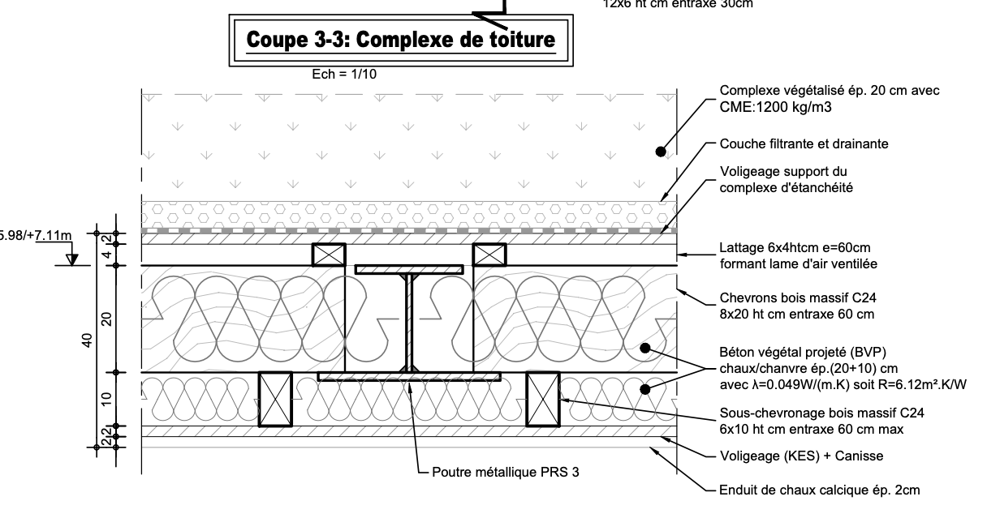 12x6 ht cm entraxe 30cm
Coupe 3-3: Complexe de toiture
Ech = 1/10
Complexe végétalisé ép. 20 cm avec
CME:1200 kg/m3
Couche filtrante et drainante
Voligeage support du
complexe d'étanchéité
5.98/+7.11m
Lattage 6x4htcm e=60cm
formant lame d'air ventilée
Chevrons bois massif C24
8x20 ht cm entraxe 60 cm
Béton végétal projeté (BVP)
chaux/chanvre ép.(20+10) cm
avec λ=0.049W/(m.K) soit R=6.12m².K/W
Sous-chevronage bois massif C24
6x10 ht cm entraxe 60 cm max
Voligeage (KES) + Canisse
Poutre métallique PRS 3
Enduit de chaux calcique ép. 2cm
2
4
20
40
10
2
2